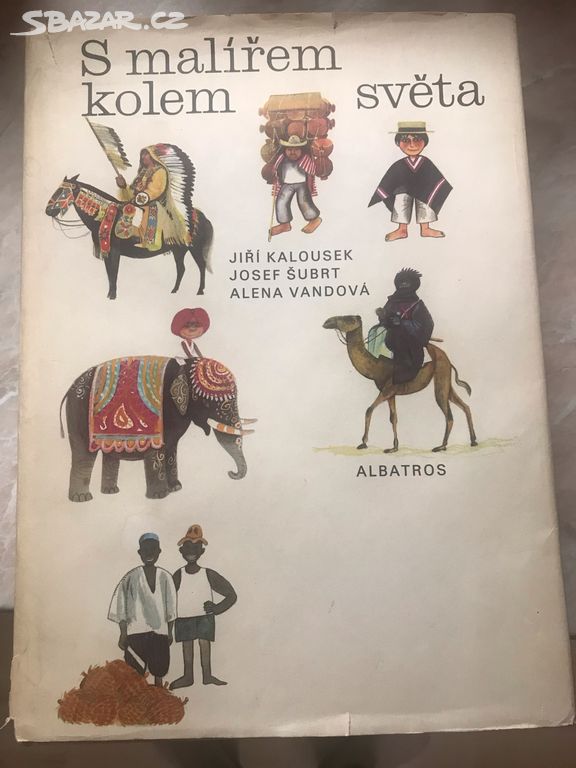 SBAZAR.CZ
S malířem
kolem světa
JIŘÍ KALOUSEK
JOSEF ŠUBRT
ALENA VANDOVÁ
ALBATROS